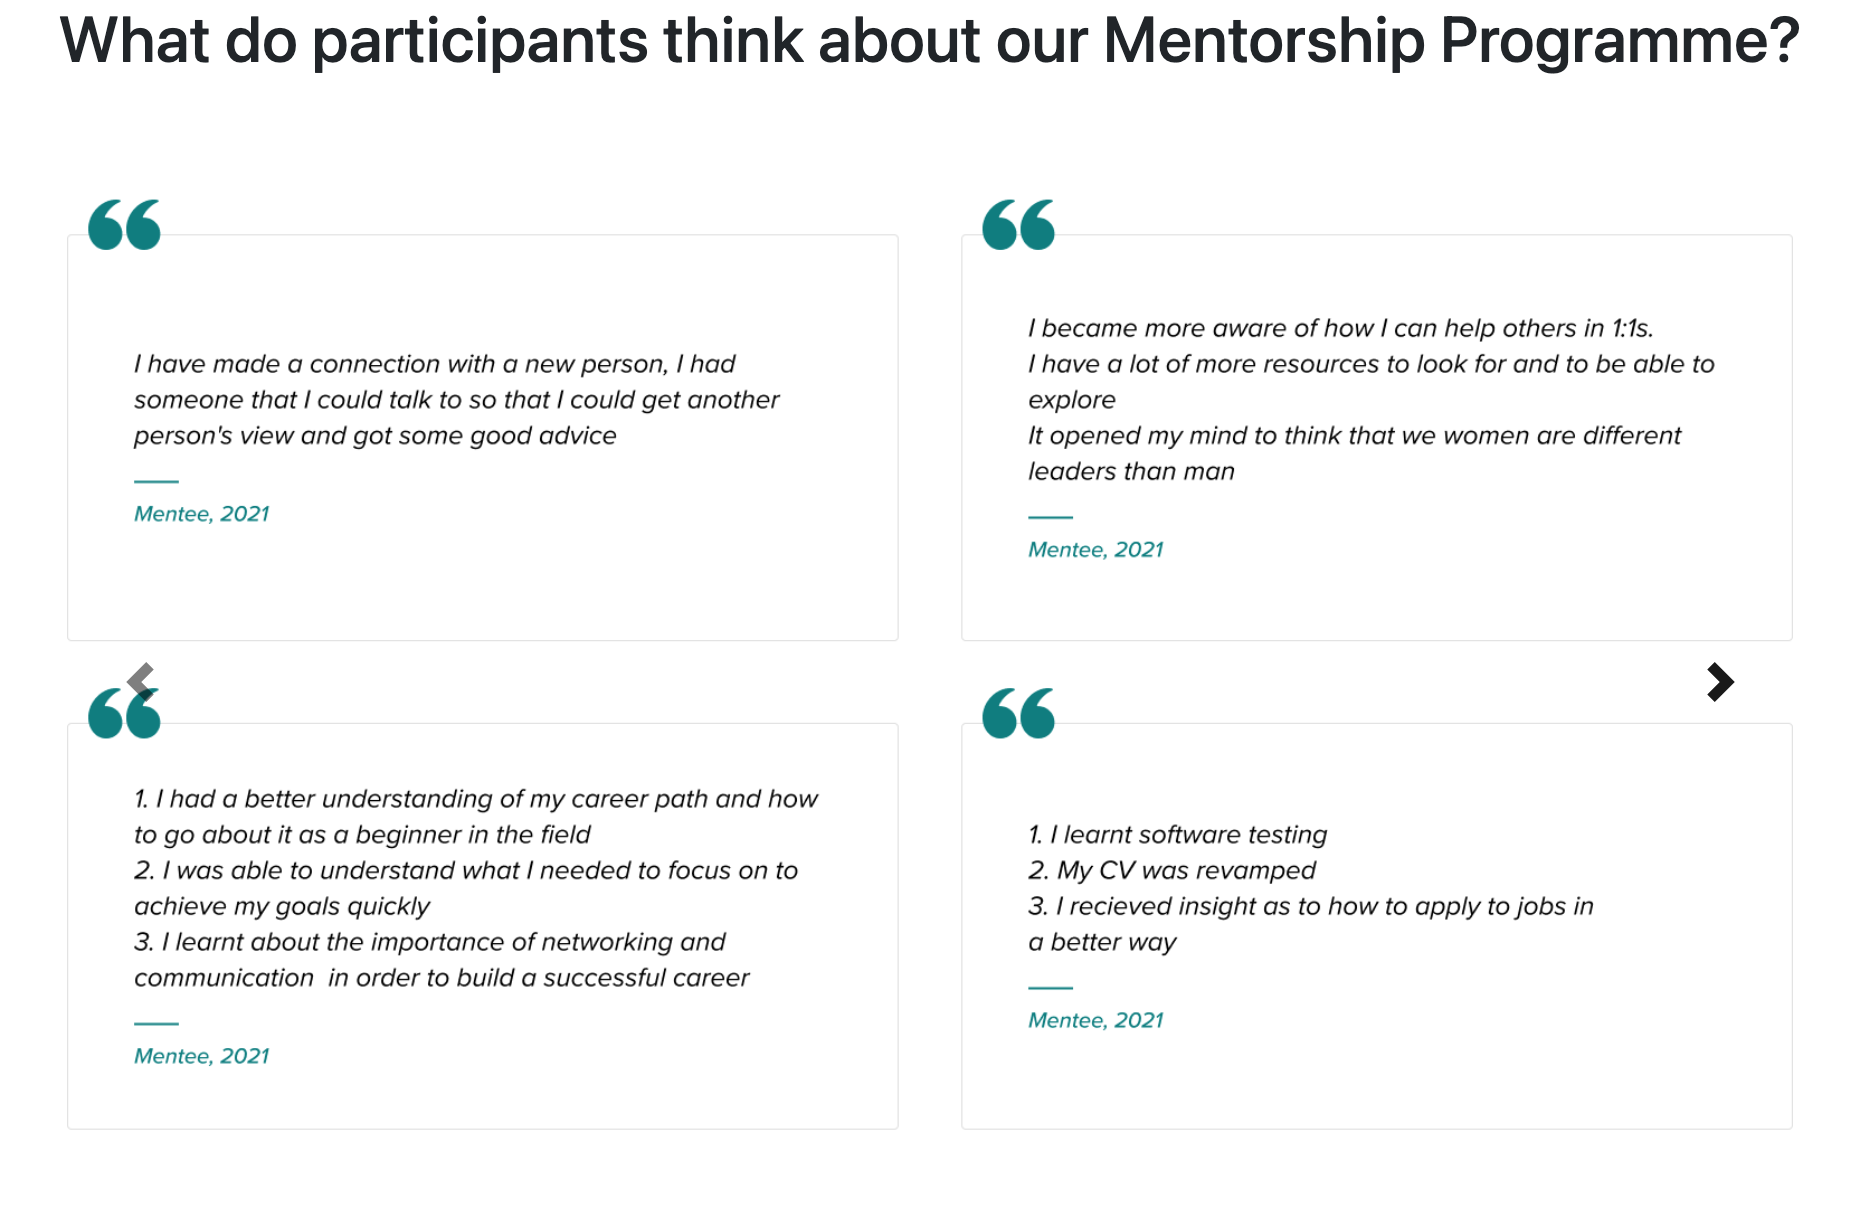 What do participants think about our Mentorship Programme?
“
I have made a connection with a new person, I had
someone that I could talk to so that I could get another
person's view and got some good advice
Mentee, 2021
“
I became more aware of how I can help others in 1:1s.
I have a lot of more resources to look for and to be able to
explore
It opened my mind to think that we women are different
leaders than man
Mentee, 2021
“
1. I had a better understanding of my career path and how
to go about it as a beginner in the field
2. I was able to understand what I needed to focus on to
achieve my goals quickly
3. I learnt about the importance of networking and
communication  in order to build a successful career
Mentee, 2021
“
1. I learnt software testing
2. My CV was revamped
3. I recieved insight as to how to apply to jobs in
a better way
Mentee, 2021